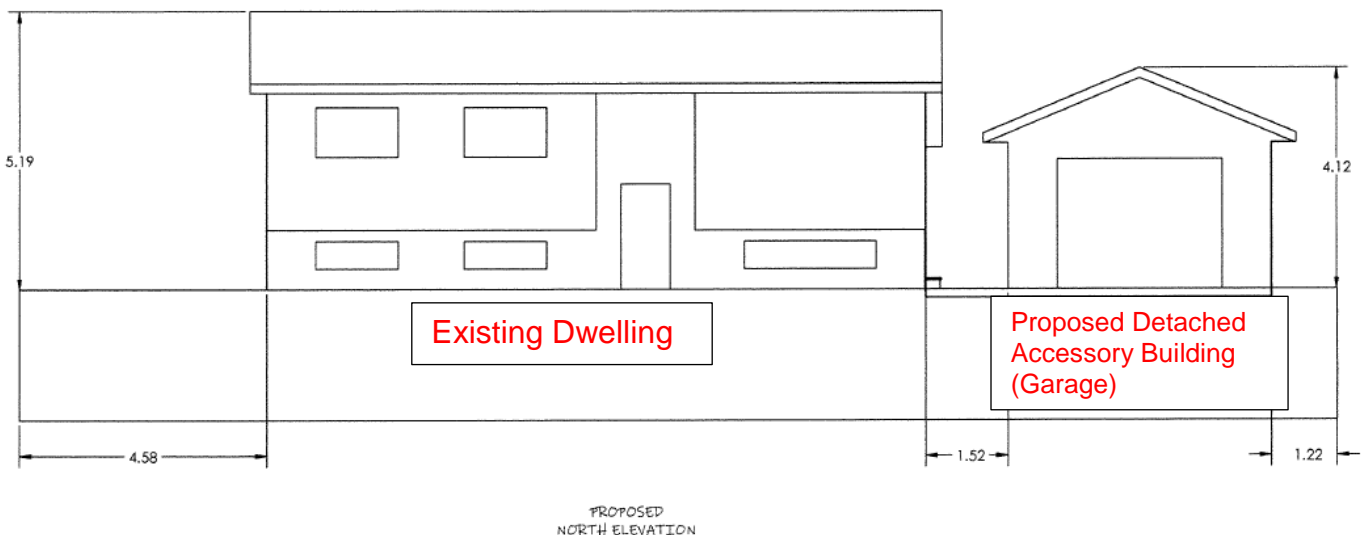 5.19
4.12
Existing Dwelling
Proposed Detached
Accessory Building
(Garage)
4.58
1.52
1.22
PROPOSED
NORTH ELEVATION